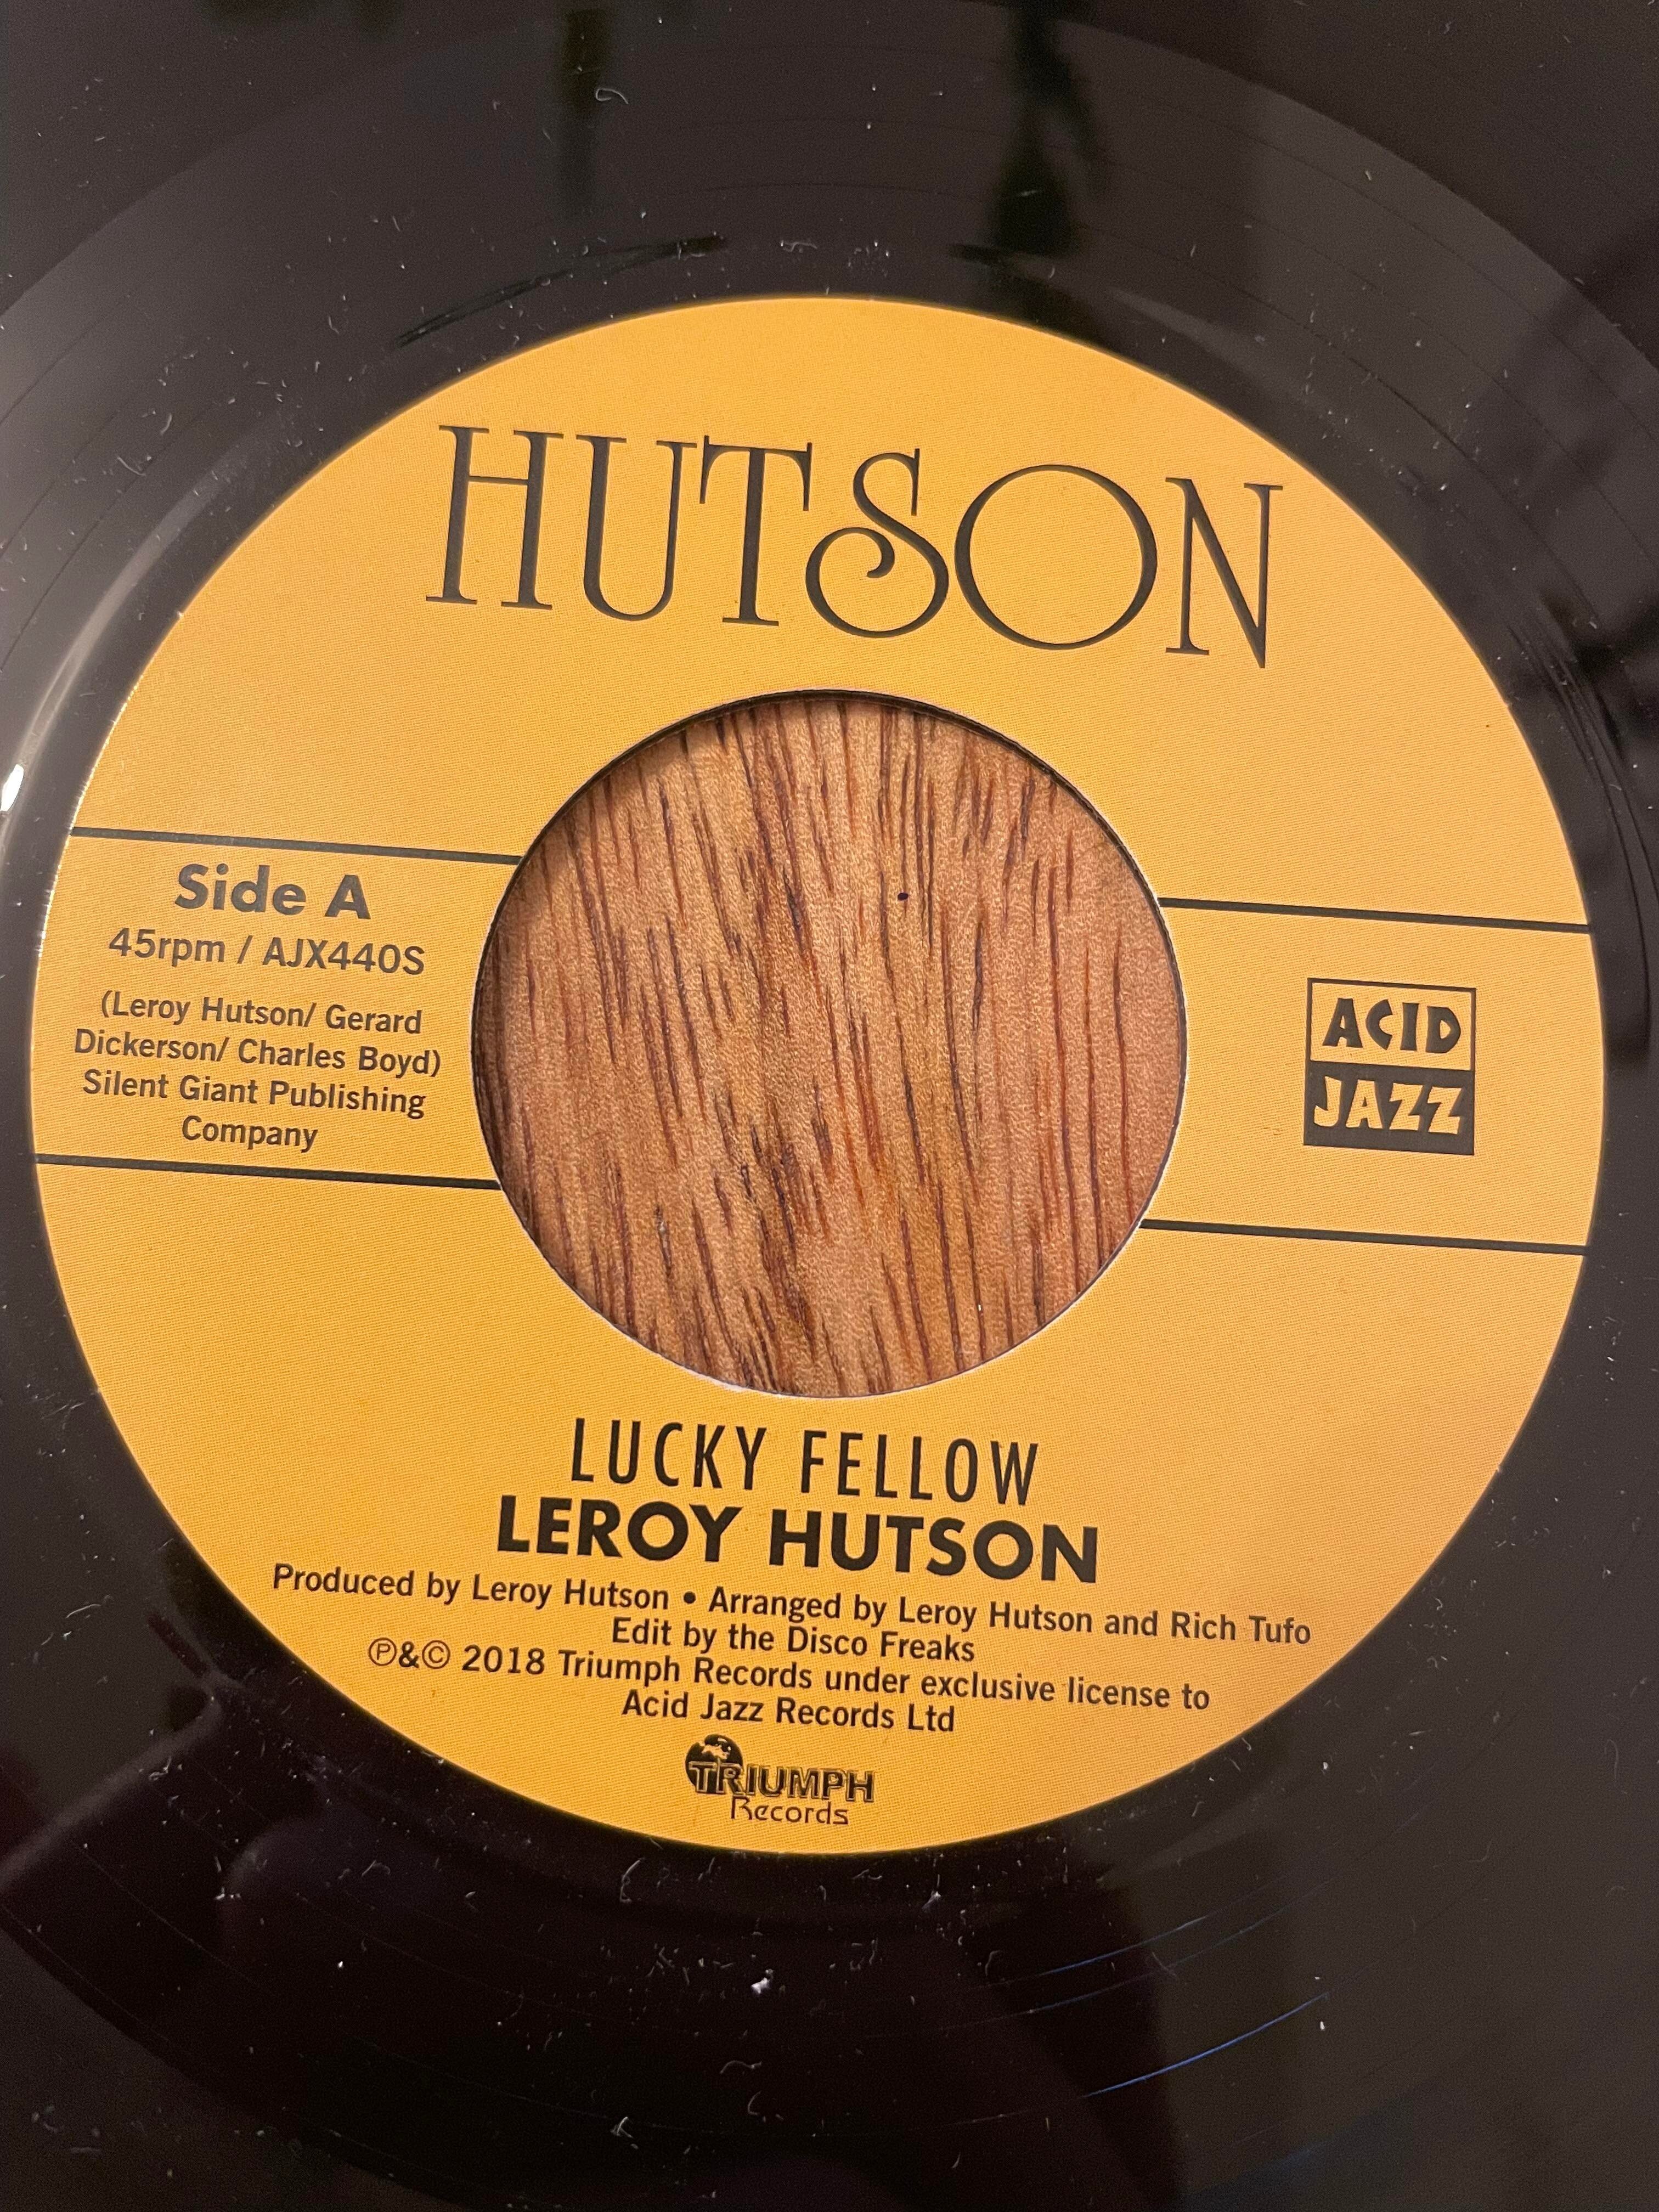 HUTSON
Side A
45rpm / AJX440S
(Leroy Hutson/ Gerard
Dickerson/ Charles Boyd)
Silent Giant Publishing
Company
ACID
JAZZ
LUCKY FELLOW
LEROY HUTSON
Produced by Leroy Hutson • Arranged by Leroy Hutson and Rich Tufo
Edit by the Disco Freaks
℗&© 2018 Triumph Records under exclusive license to
Acid Jazz Records Ltd
TRIUMPH
Records